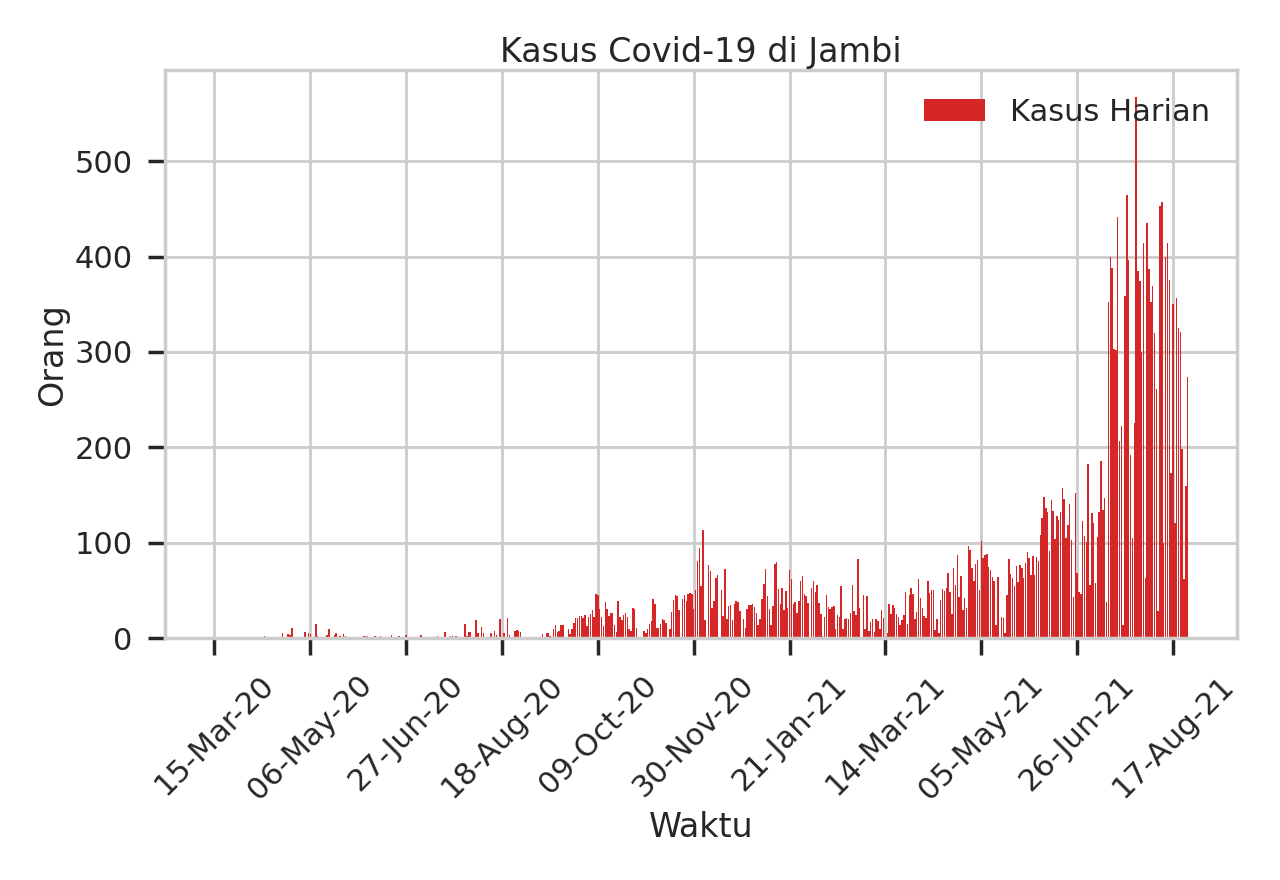 Kasus Covid-19 di Jambi
Kasus Harian
Orang
500
400
300
200
100
0
15-Mar-20
06-May-20
27-Jun-20
18-Aug-20
09-Oct-20
30-Nov-20
21-Jan-21
14-Mar-21
05-May-21
26-Jun-21
17-Aug-21
Waktu